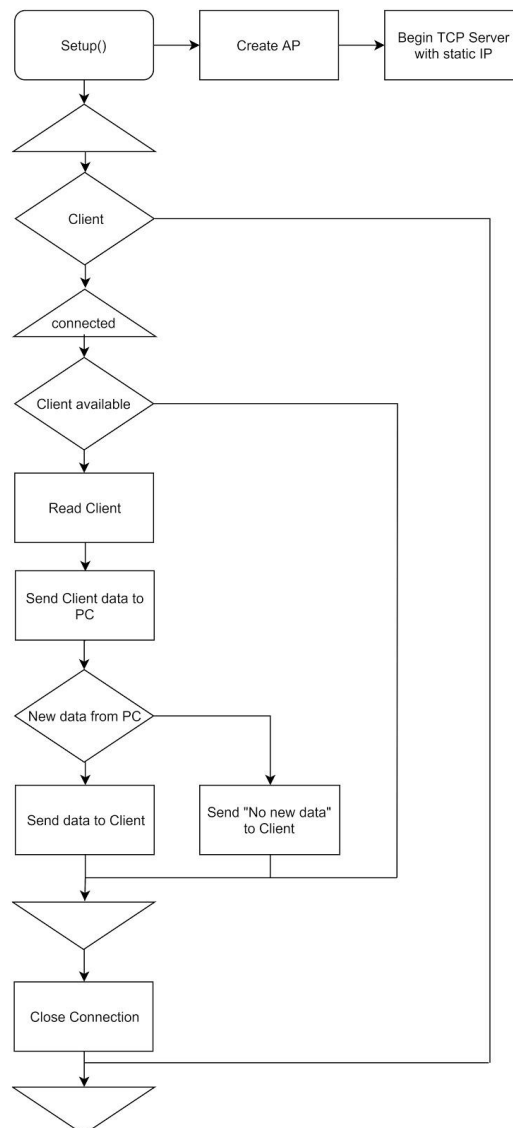 Setup()
Create AP
Begin TCP Server
with static IP
Client
connected
Client available
Read Client
Send Client data to
PC
New data from PC
Send data to Client
Send "No new data"
to Client
Close Connection